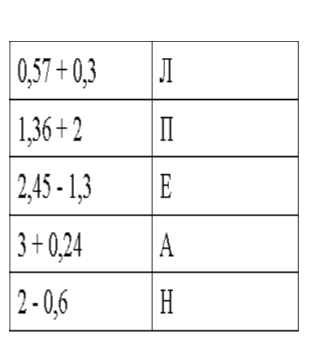 0,57 + 0,3 Л
1,36 + 2 П
2,45 - 1,3 Е
3 + 0,24 А
2 - 0,6 Н